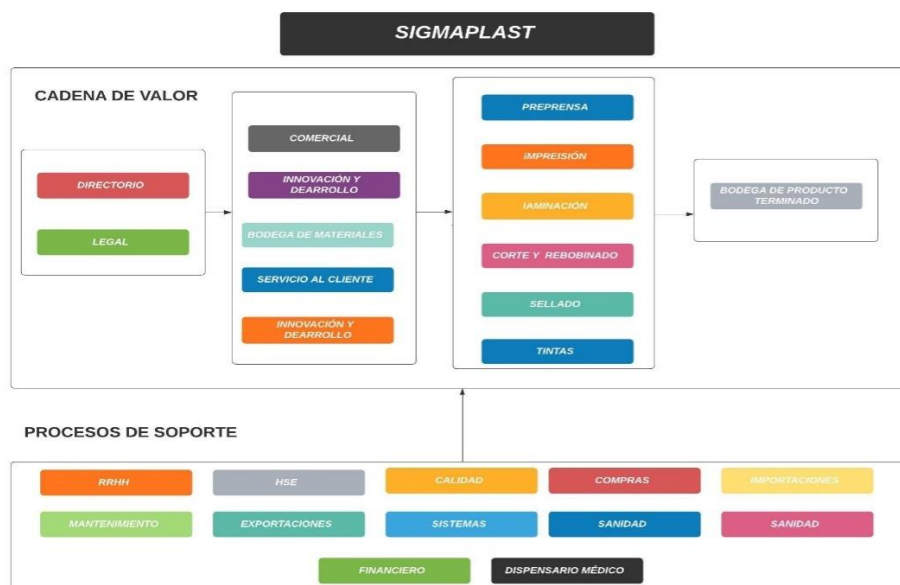 SIGMAPLAST
CADENA DE VALOR
DIRECTORIO
LEGAL
COMERCIAL
INNOVACIÓN Y
DEARROLLO
BODEGA DE MATERIALES
SERVICIO AL CLIENTE
INNOVACIÓN Y
DEARROLLO
PREPRENSA
iMPREISIÓN
lAMINACIÓN
CORTE Y REBOBINADO
SELLADO
TINTAS
BODEGA DE PRODUCTO
TERMINADO
PROCESOS DE SOPORTE
RRHH
HSE
CALIDAD
COMPRAS
IMPORTACIONES
MANTENIMIENTO
EXPORTACIONES
SISTEMAS
SANIDAD
SANIDAD
FINANCIERO
DISPENSARIO MÉDICO